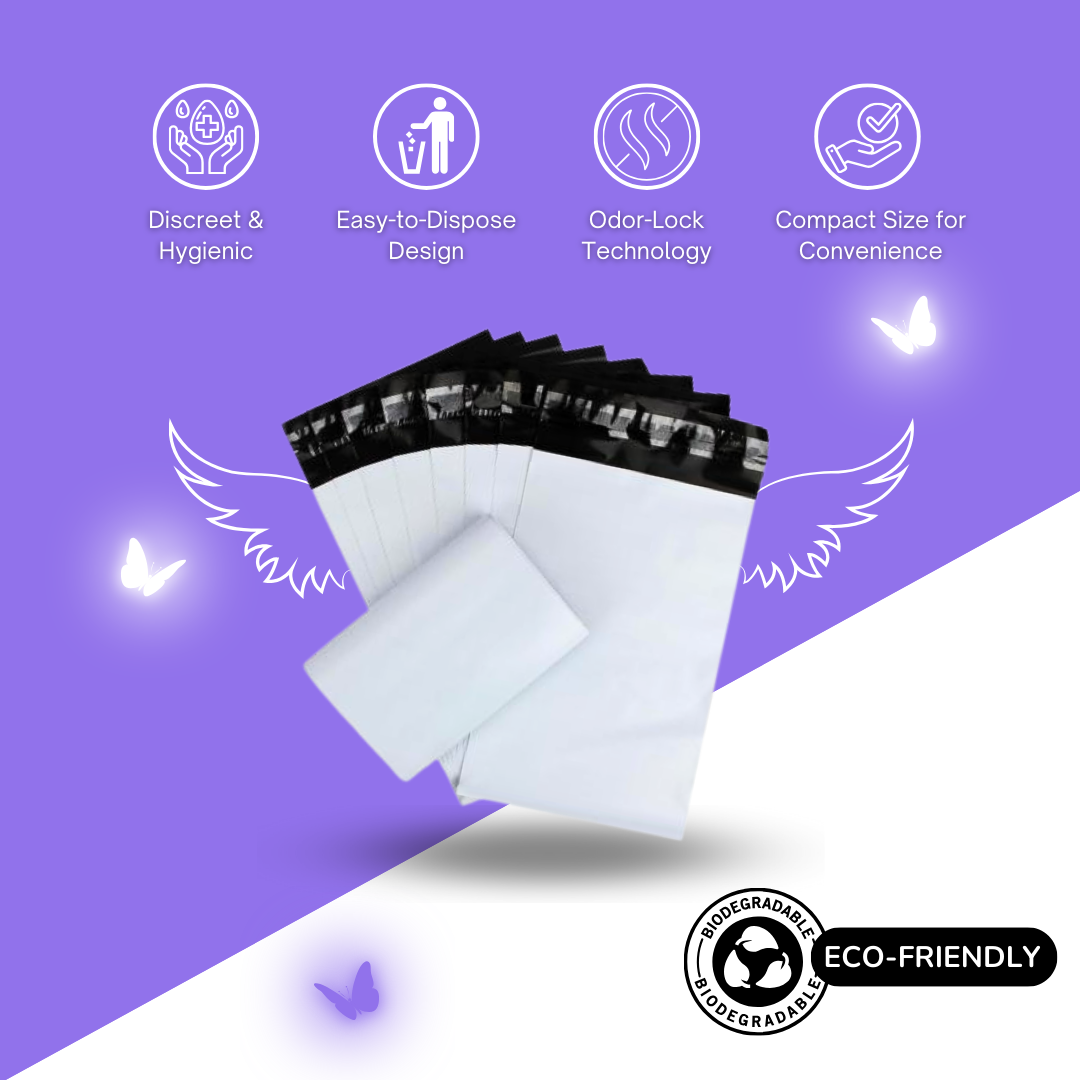 Discreet &
Hygienic
Easy-to-Dispose
Design
Odor-Lock
Technology
Compact Size for
Convenience
BIODEGRADABLE
BIODEGRADABLE
ECO-FRIENDLY